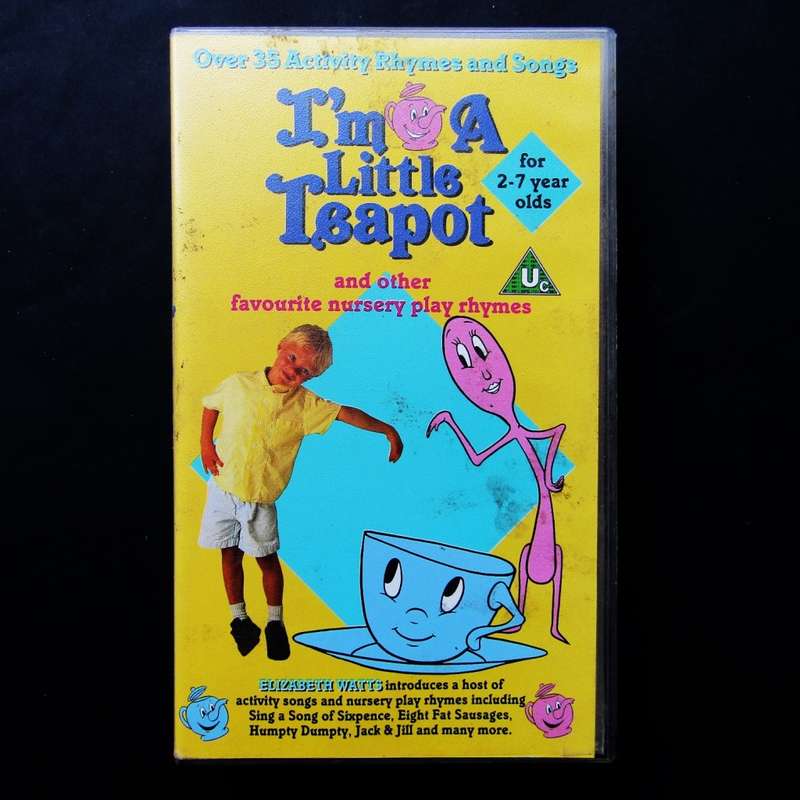 Over 35 Activity Rhymes and Songs
I'm A
Little
Teapot
for
2-7 year
olds
Uc
and other
favourite nursery play rhymes
ELIZABETH WATTS introduces a host of
activity songs and nursery play rhymes including
Sing a Song of Sixpence, Eight Fat Sausages,
Humpty Dumpty, Jack & Jill and many more.